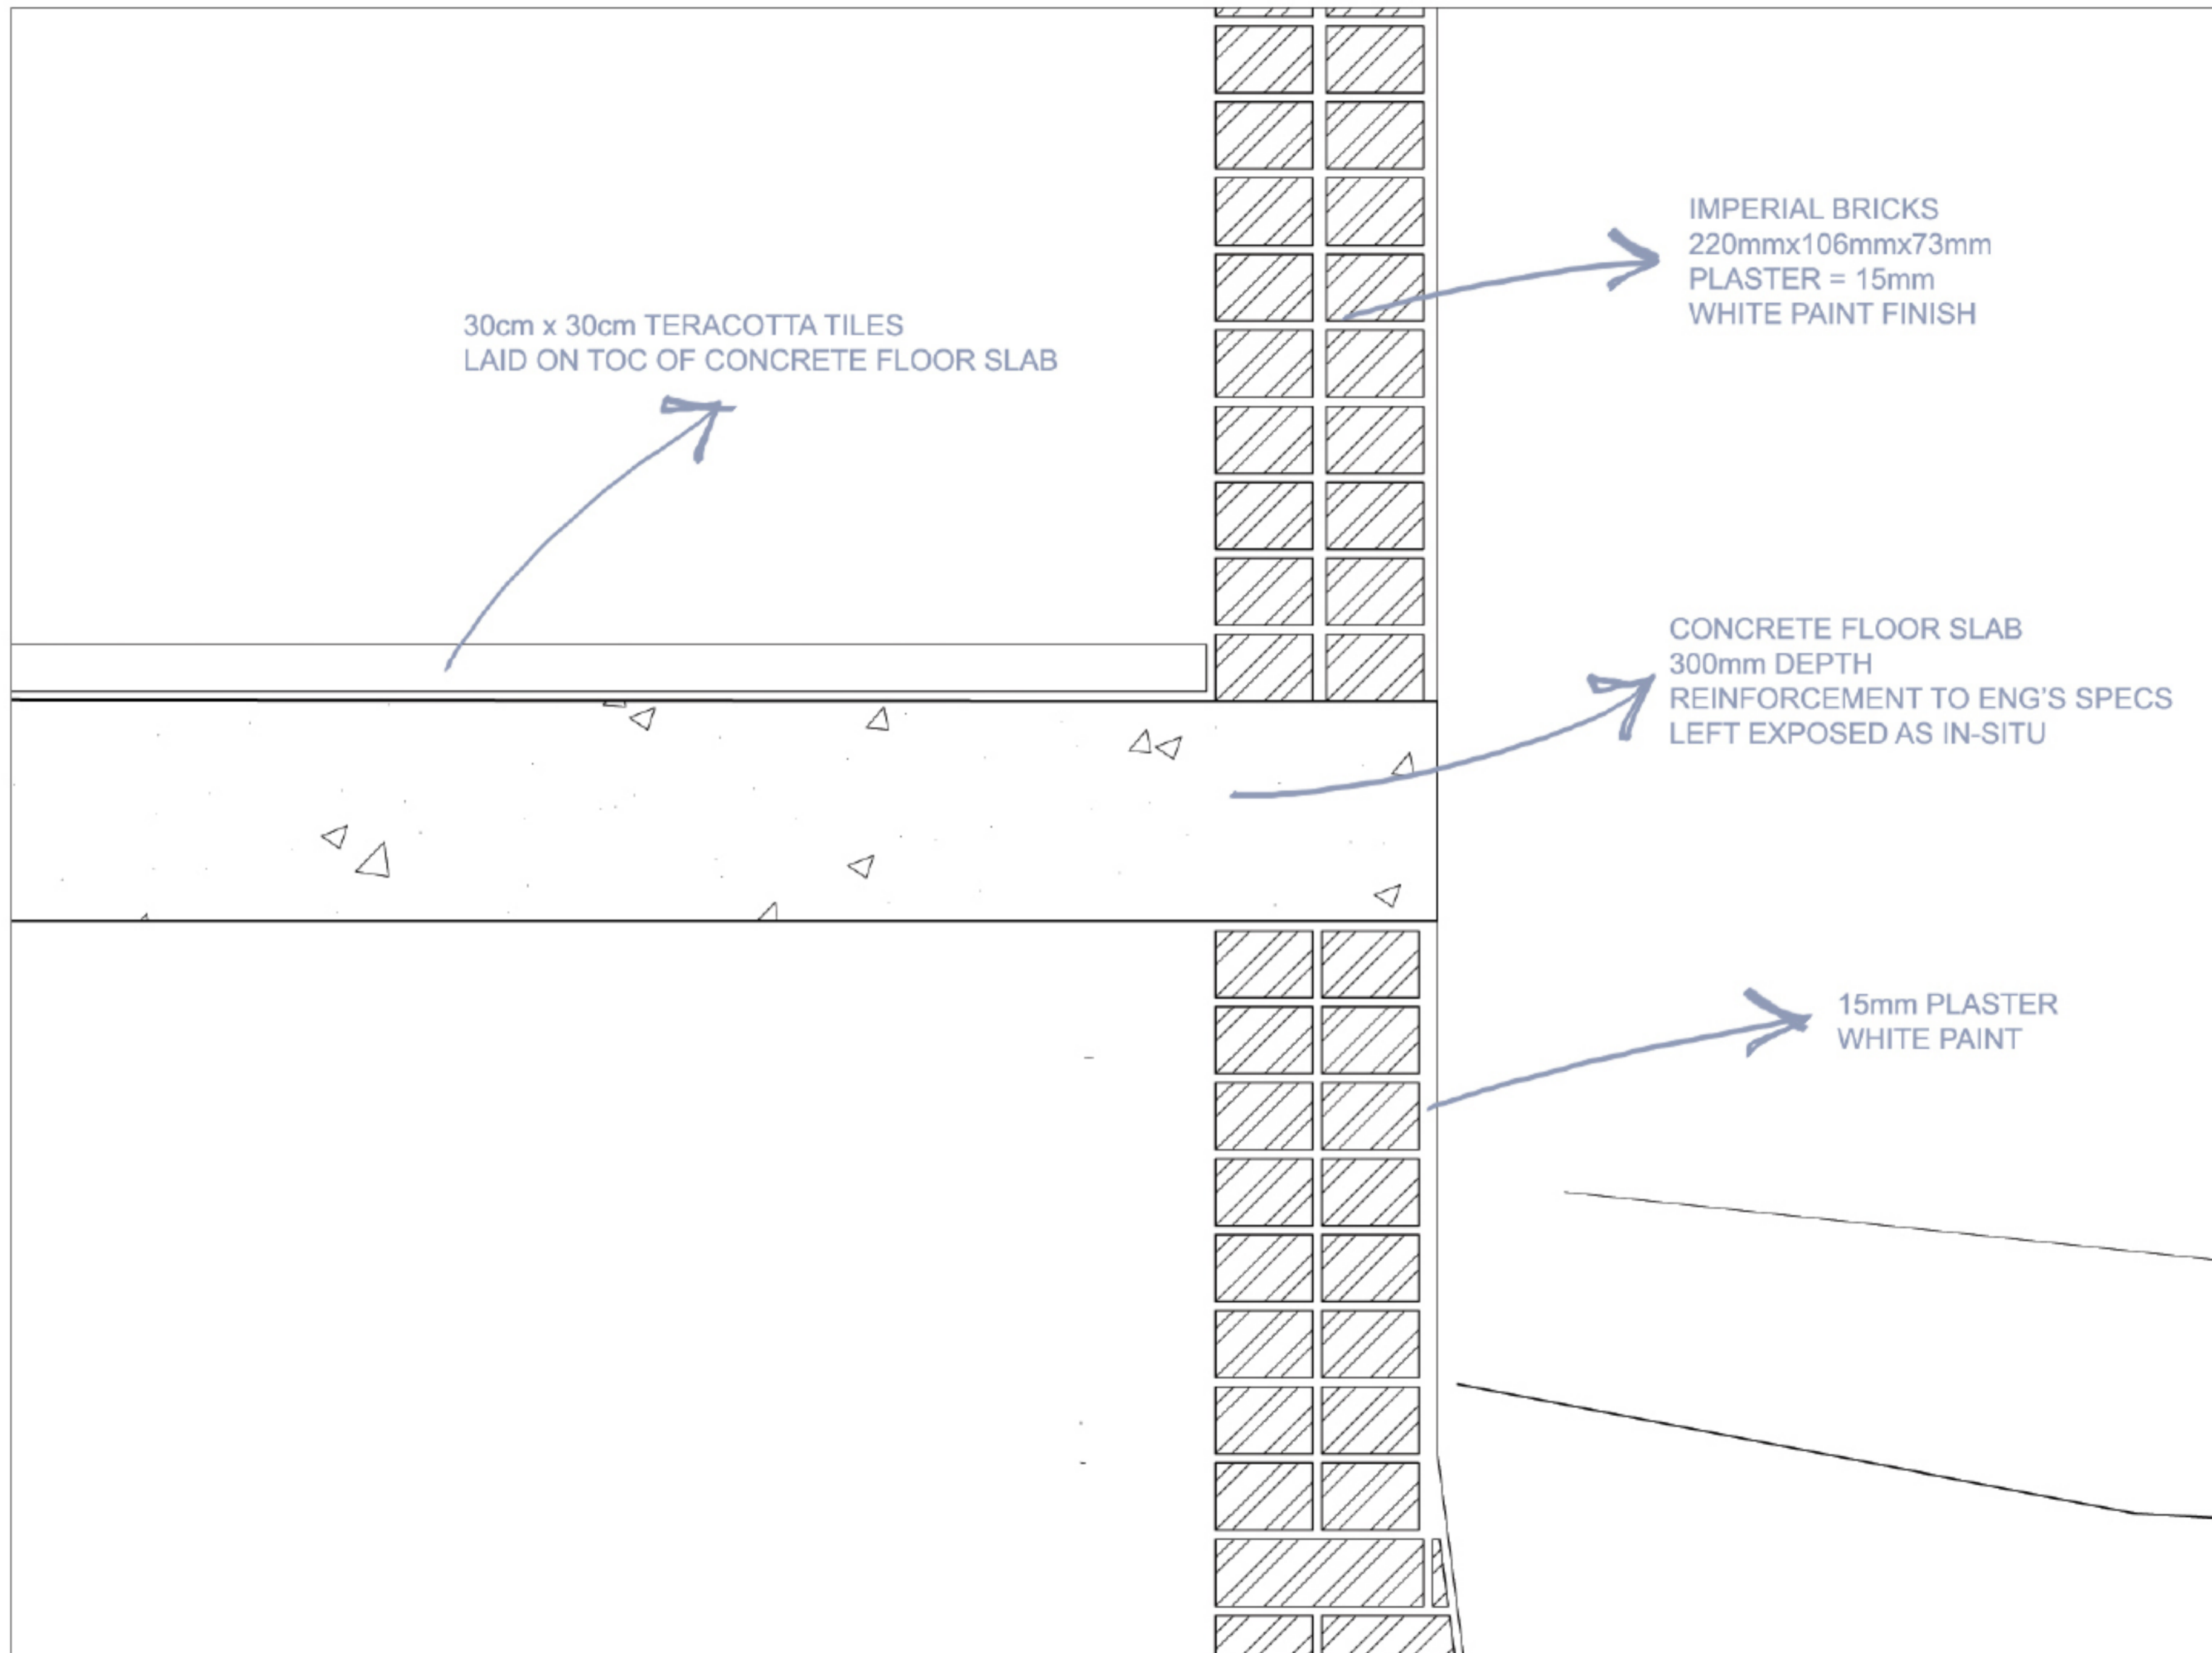 IMPERIAL BRICKS
220mmx106mmx73mm
PLASTER = 15mm
WHITE PAINT FINISH
30cm x 30cm TERACOTTA TILES
LAID ON TOC OF CONCRETE FLOOR SLAB
CONCRETE FLOOR SLAB
300mm DEPTH
REINFORCEMENT TO ENG'S SPECS
LEFT EXPOSED AS IN-SITU
15mm PLASTER
WHITE PAINT